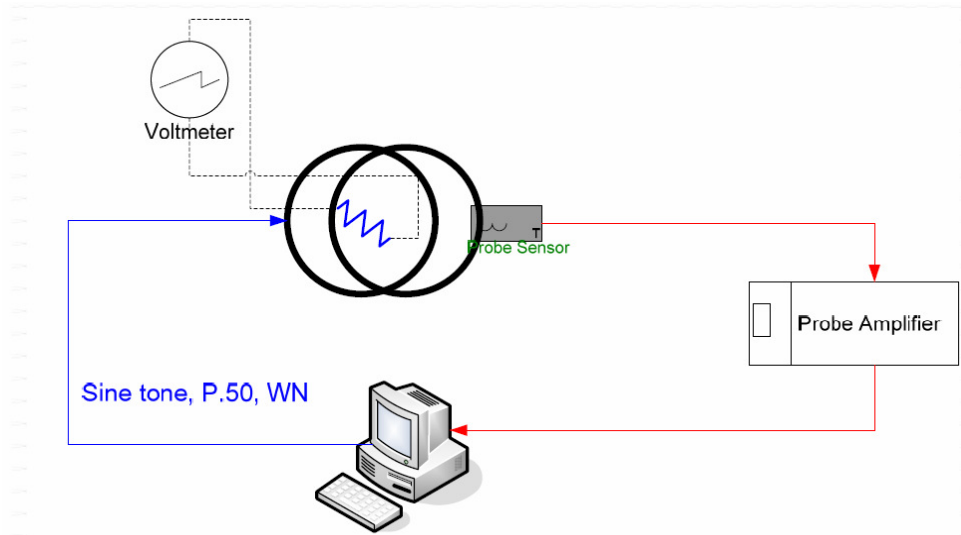 Voltmeter
T
Probe Sensor
Probe Amplifier
Sine tone, P.50, WN